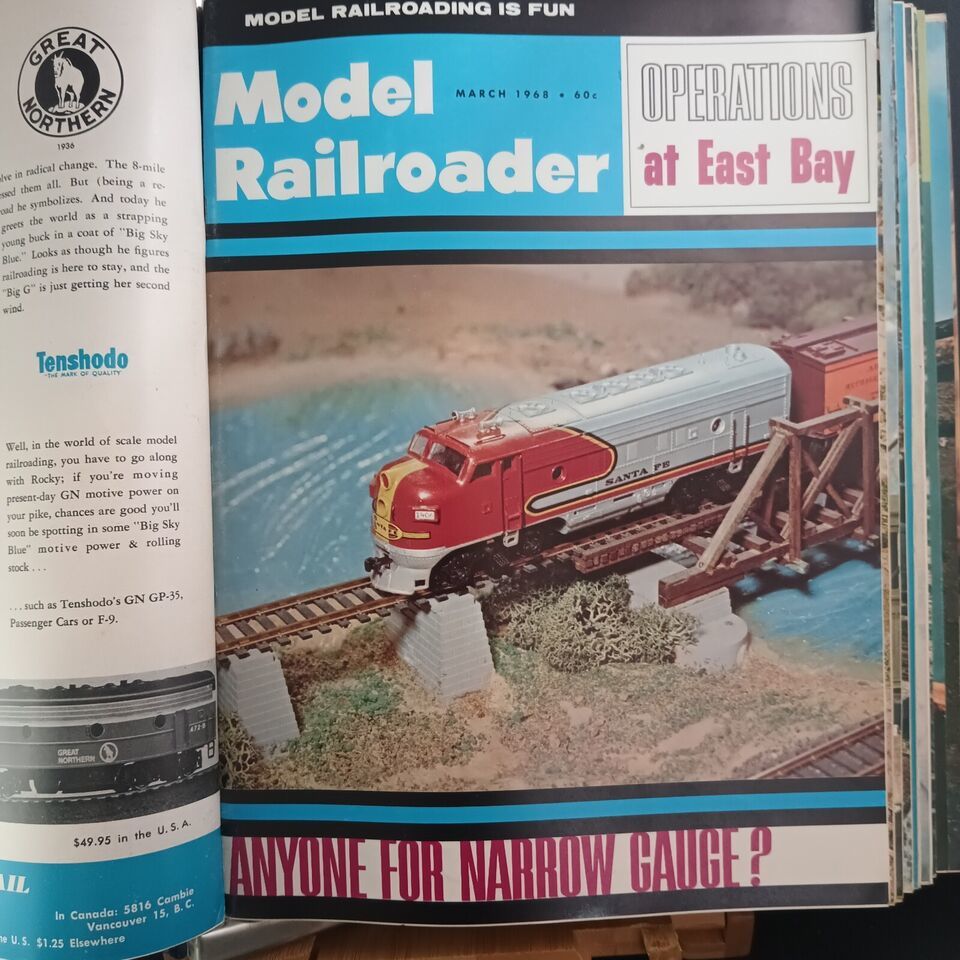 GREAT
NORTHERN
1936
in radical change. The 8-mile
them all. But (being a re-
he symbolizes. And today he
greets the world as a strapping
young buck in a coat of "Big Sky
Blue." Looks as though he figures
railroading is here to stay, and the
"Big G" is just getting her second
wind.
Tenshodo
"THE MARK OF QUALITY"
Well, in the world of scale model
railroading, you have to go along
with Rocky; if you're moving
present-day GN motive power on
your pike, chances are good you'll
soon be spotting in some "Big Sky
Blue" motive power & rolling
stock...
...such as Tenshodo's GN GP-35,
Passenger Cars or F-9.
472-B
GREAT
NORTHERN
$49.95 in the U.S.A.
In Canada: 5816 Cambie
Vancouver 15, B.C.
U.S. $1.25 Elsewhere
MODEL RAILROADING IS FUN
Model
Railroader
MARCH 1968 • 60c
OPERATIONS
at East Bay
SANTA FE
ANYONE FOR NARROW GAUGE?